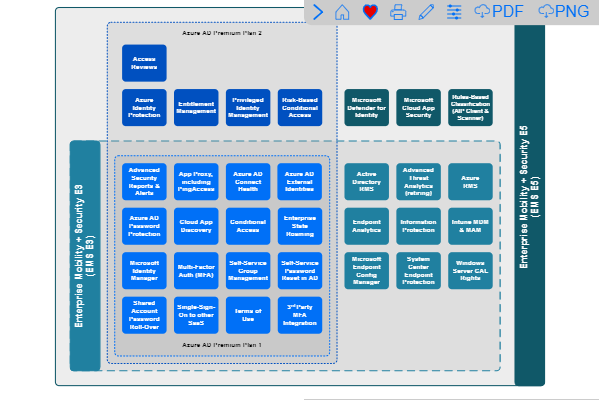 PDF
PNG
Azure AD Premium Plan 2
Access
Reviews
Azure
Identity
Protection
Entitlement
Management
Privileged
Identity
Management
Risk-Based
Conditional
Access
Microsoft
Defender for
Identity
Microsoft
Cloud App
Security
Rules-Based
Classification
(AIP Client &
Scanner)
Advanced
Security
Reports &
Alerts
App Proxy,
including
PingAccess
Azure AD
Connect
Health
Azure AD
External
Identities
Active
Directory
RMS
Advanced
Threat
Analytics
(retiring)
Azure
RMS
Azure AD
Password
Protection
Cloud App
Discovery
Conditional
Access
Enterprise
State
Roaming
Endpoint
Analytics
Information
Protection
Intune MDM
& MAM
Microsoft
Identity
Manager
Multi-Factor
Auth (MFA)
Self-Service
Group
Management
Self-Service
Password
Reset in AD
Microsoft
Endpoint
Config
Manager
System
Center
Endpoint
Protection
Windows
Server CAL
Rights
Shared
Account
Password
Roll-Over
Single-Sign-
On to other
SaaS
Terms of
Use
3rd Party
MFA
Integration
Azure AD Premium Plan 1
Enterprise Mobility + Security E3
(EMS E3)
Enterprise Mobility + Security E5
(EMS E5)